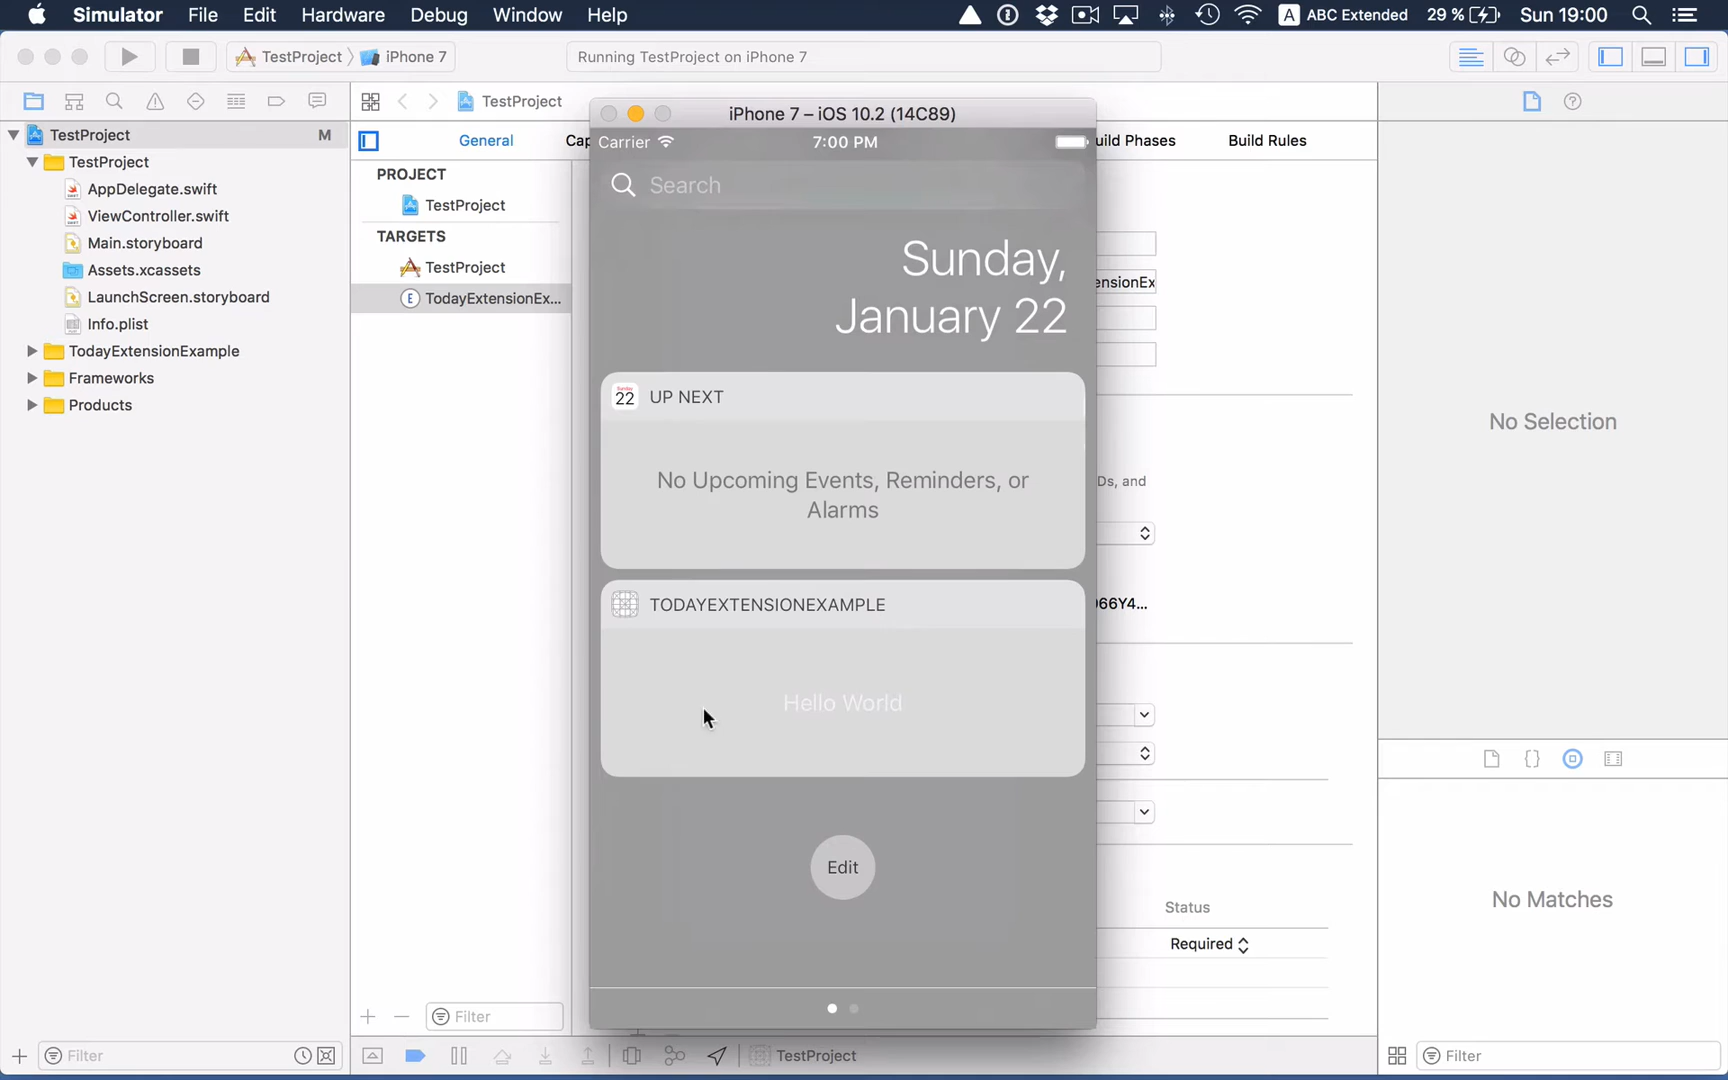 Simulator File Edit Hardware Debug Window Help A ABC Extended 29 % Sun 19:00
TestProject iPhone 7 Running TestProject on iPhone 7
TestProject
iPhone 7 – iOS 10.2 (14C89)
TestProject M
General Cap uild Phases Build Rules
Carrier 7:00 PM
TestProject
AppDelegate.swift
ViewController.swift
Main.storyboard
Assets.xcassets
LaunchScreen.storyboard
Info.plist
TodayExtensionExample
Frameworks
Products
PROJECT
TestProject
TARGETS
TestProject
E TodayExtensionEx...
Search
Sunday,
January 22
Sunday
22 UP NEXT
No Upcoming Events, Reminders, or
Alarms
TODAYEXTENSIONEXAMPLE
Hello World
Edit
ensionEx
Ds, and
066Y4...
Status
Required
No Selection
No Matches
Filter
Filter
TestProject
Filter